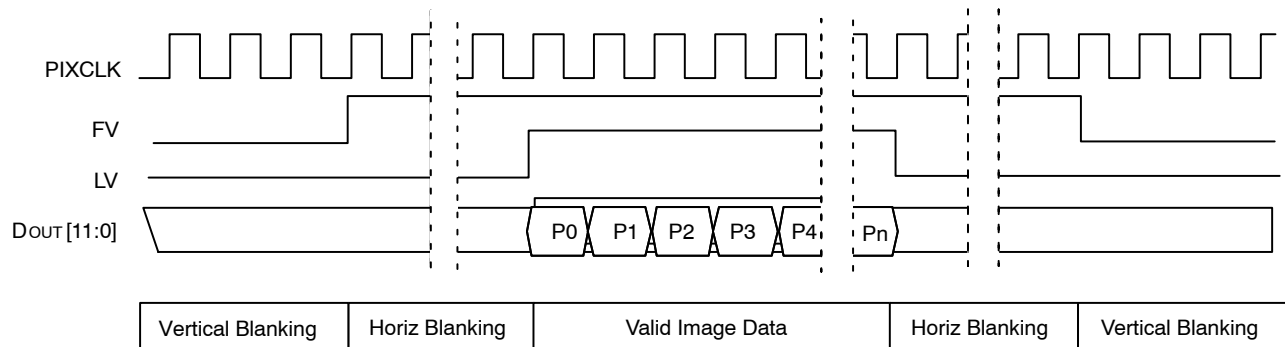 PIXCLK
FV
LV
DOUT [11:0]
P0 P1 P2 P3 P4 Pn
Vertical Blanking Horiz Blanking Valid Image Data Horiz Blanking Vertical Blanking